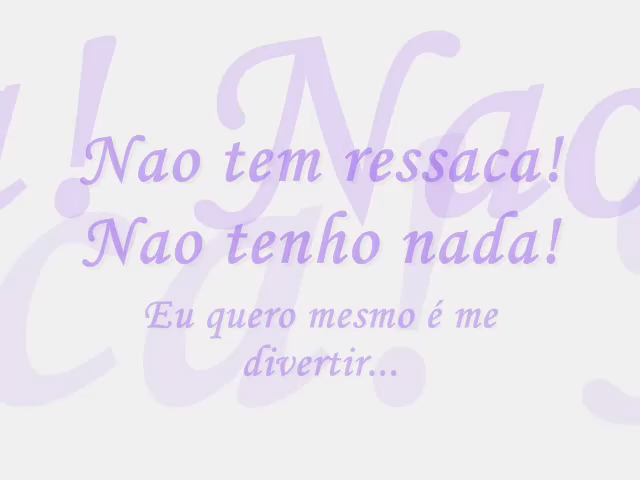 Nao tem ressaca!
Nao tenho nada!
Eu quero mesmo é me
divertir...